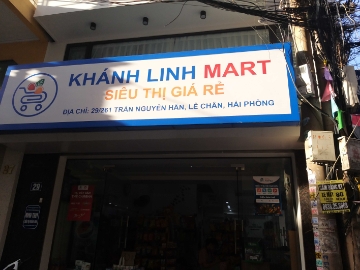 KHÁNH LINH MART
SIÊU THỊ GIÁ RẺ
ĐỊA CHỈ: 29/261 TRẦN NGUYÊN HÃN, LÊ CHÂN, HẢI PHÒNG